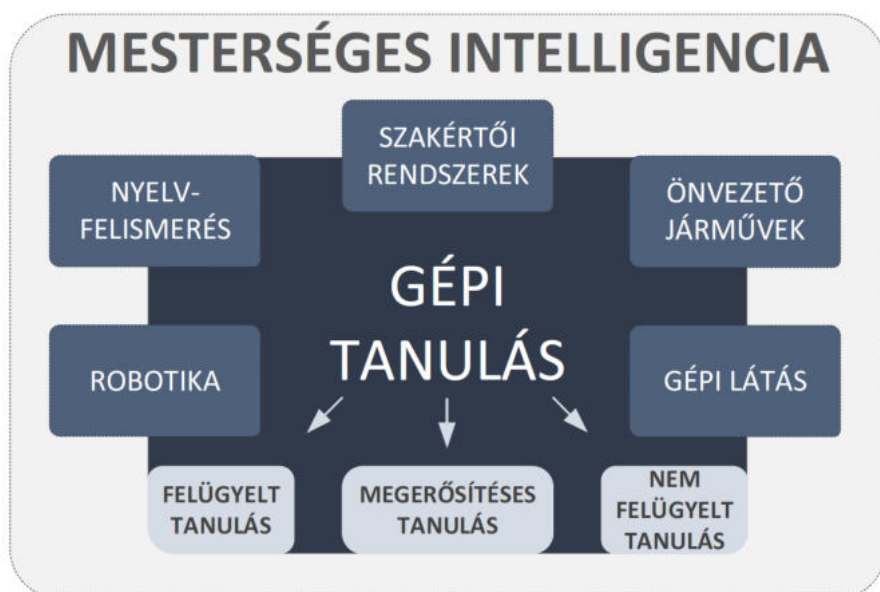 MESTERSÉGES INTELLIGENCIA
SZAKÉRTŐI
RENDSZEREK
NYELV-
FELISMERÉS
ÖNVEZETŐ
JÁRMŰVEK
GÉPI
TANULÁS
ROBOTIKA
GÉPI LÁTÁS
FELÜGYELT
TANULÁS
MEGERŐSÍTÉSES
TANULÁS
NEM
FELÜGYELT
TANULÁS